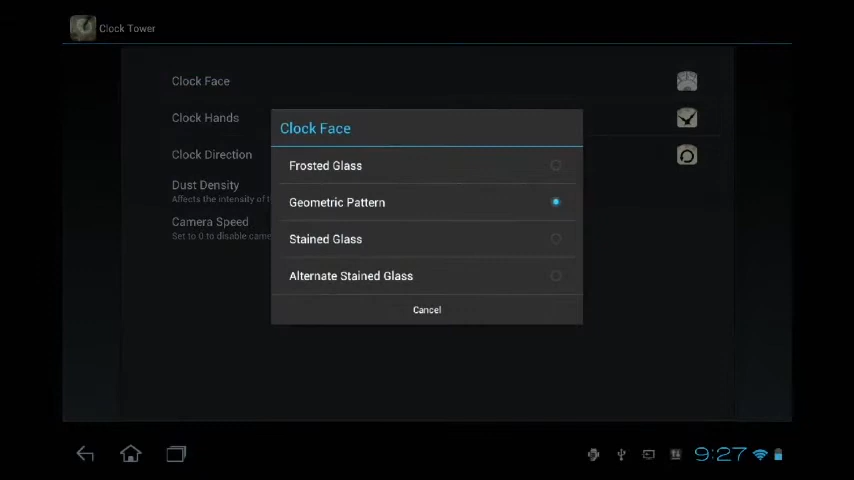 Clock Tower
Clock Face
Clock Hands
Clock Direction
Dust Density
Affects the intensity of
Camera Speed
Set to 0 to disable came
Clock Face
Frosted Glass
Geometric Pattern
Stained Glass
Alternate Stained Glass
Cancel
9:27